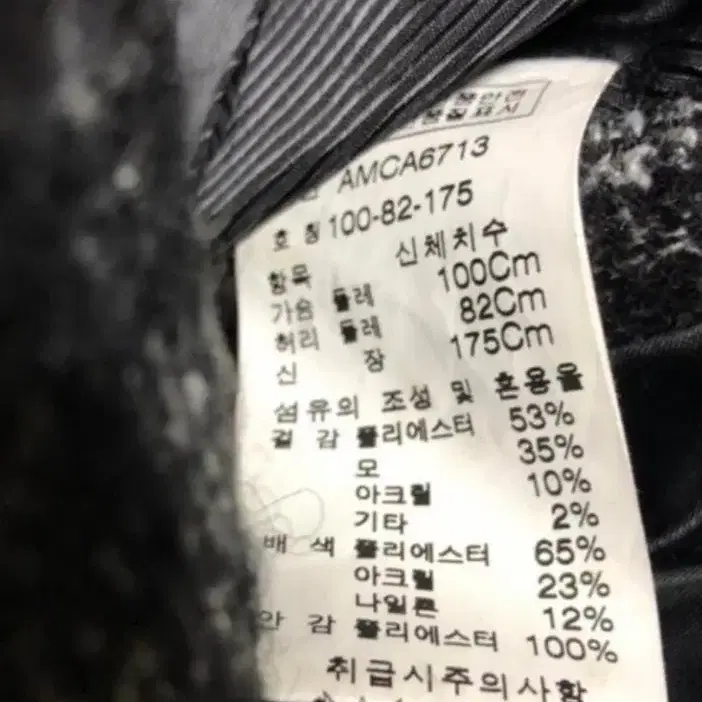 품질표시
AMCA6713
호 칭 100-82-175
항목 신체치수
가슴 둘레 100Cm
허리 둘레 82Cm
신 장 175Cm
섬유의 조성 및 혼용율
겉 감 폴리에스터 53%
모 35%
아크릴 10%
기타 2%
배 색 폴리에스터 65%
아크릴 23%
나일론 12%
안 감 폴리에스터 100%
취급시주의사항